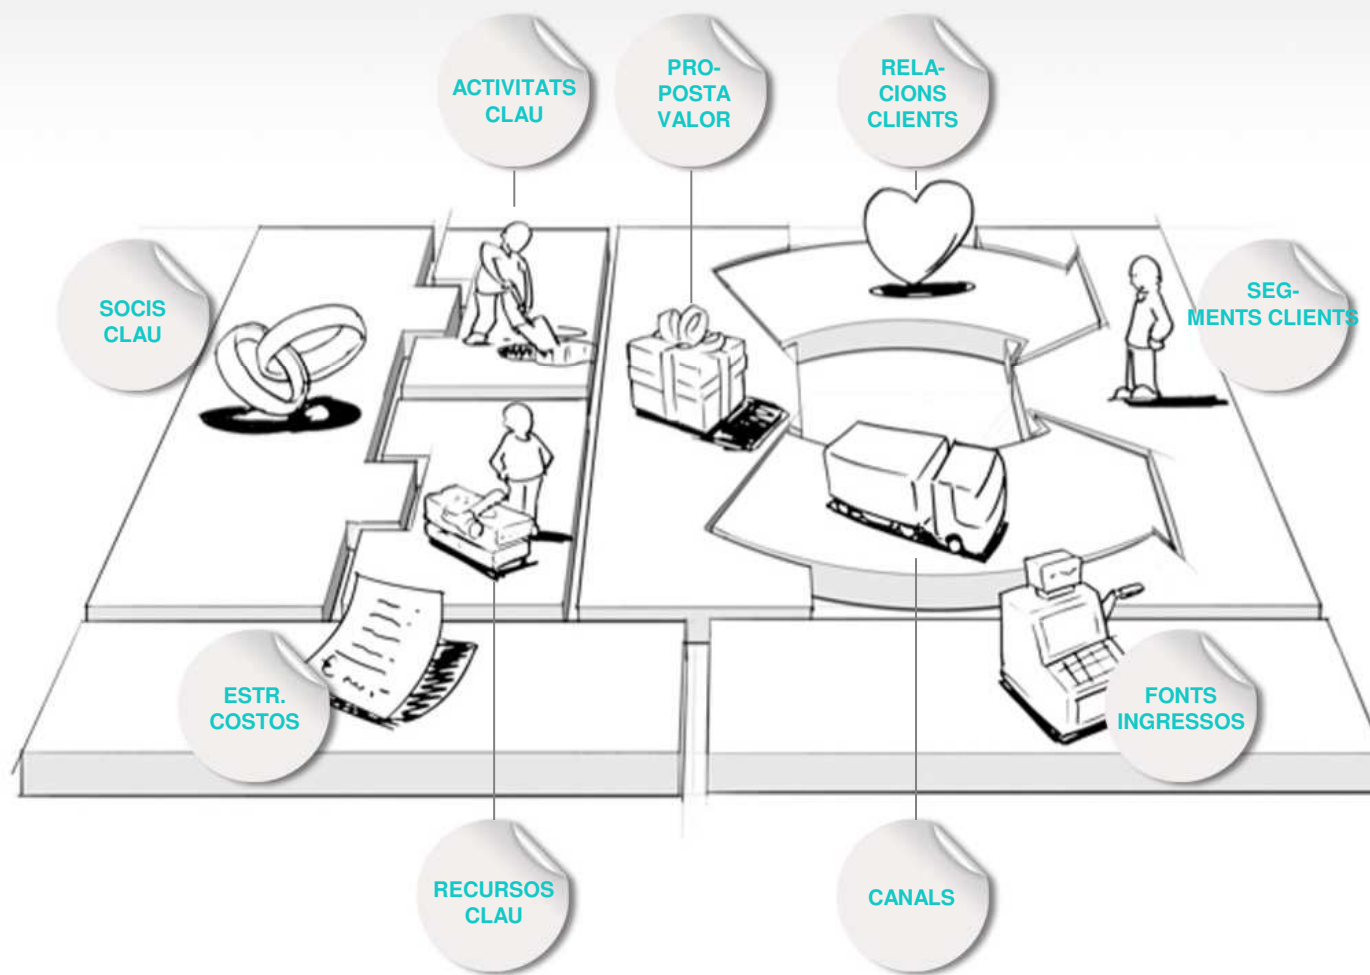 ACTIVITATS
CLAU
PRO-
POSTA
VALOR
RELA-
CIONS
CLIENTS
SOCIS
CLAU
SEG-
MENTS CLIENTS
ESTR.
COSTOS
FONTS
INGRESSOS
RECURSOS
CLAU
CANALS